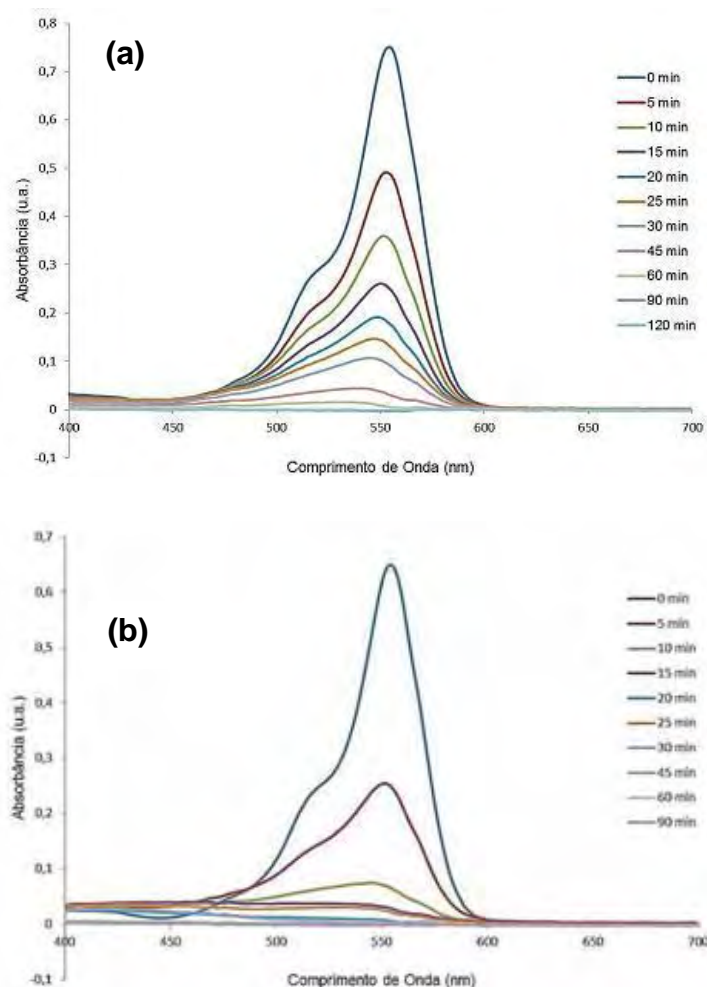 0,8
(a)
0,7
0,6
0,5
0,4
0,3
0,2
0,1
0
-0,1
400
450
500
550
600
650
700
Absorbância (u.a.)
Comprimento de Onda (nm)
0 min
5 min
10 min
15 min
20 min
25 min
30 min
45 min
60 min
90 min
120 min
0,7
0,6
(b)
0,5
0,4
0,3
0,2
0,1
0
-0,1
400
450
500
550
600
650
700
Absorbância (u.a.)
Comprimento de Onda (nm)
0 min
5 min
10 min
15 min
20 min
25 min
30 min
45 min
60 min
90 min